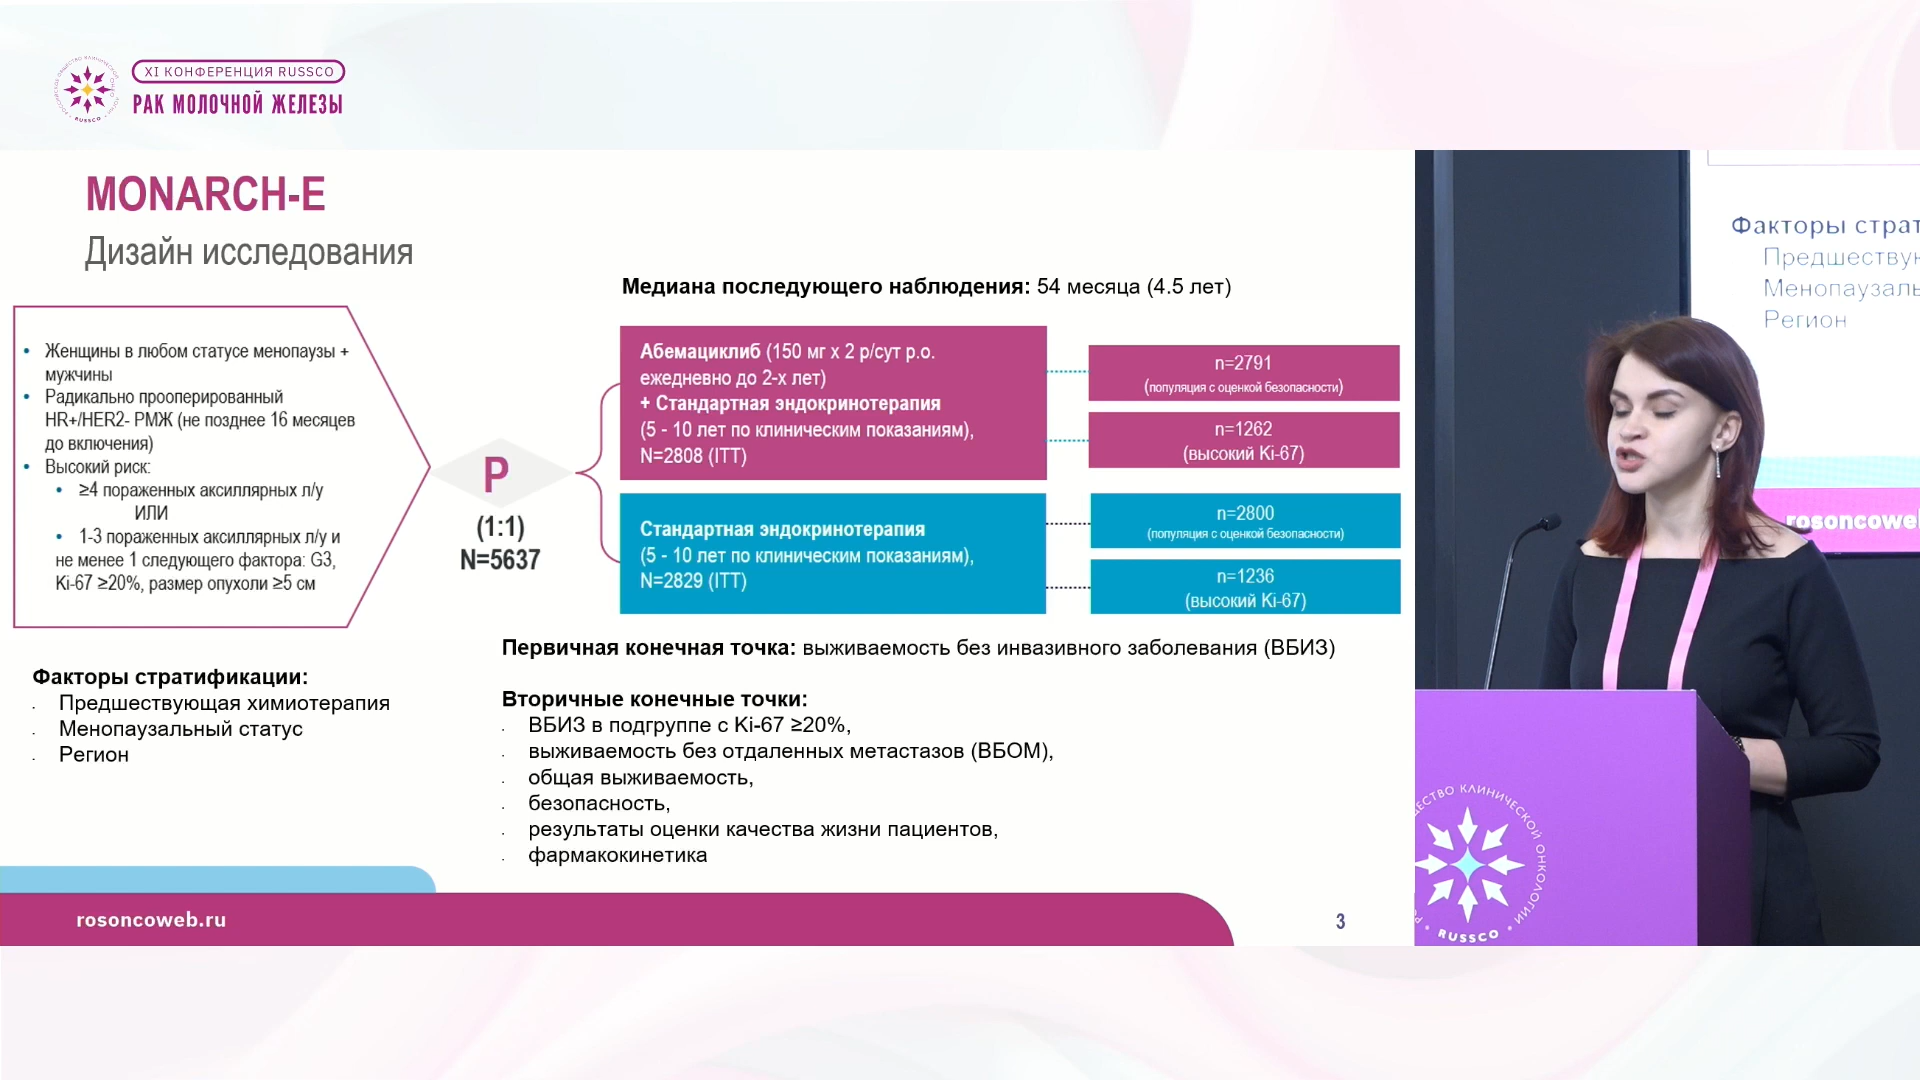 XI КОНФЕРЕНЦИЯ RUSSCO
РАК МОЛОЧНОЙ ЖЕЛЕЗЫ
RUSSCO
MONARCH-E
Дизайн исследования
Медиана последующего наблюдения: 54 месяца (4.5 лет)
• Женщины в любом статусе менопаузы +
мужчины
• Радикально прооперированный
HR+/HER2- РМЖ (не позднее 16 месяцев
до включения)
• Высокий риск:
• ≥4 пораженных аксиллярных л/у
ИЛИ
• 1-3 пораженных аксиллярных л/у и
не менее 1 следующего фактора: G3,
Ki-67 ≥20%, размер опухоли ≥5 см
Р
(1:1)
N=5637
Абемациклиб (150 мг х 2 р/сут р.о.
ежедневно до 2-х лет)
+ Стандартная эндокринотерапия
(5 - 10 лет по клиническим показаниям),
N=2808 (ITT)
n=2791
(популяция с оценкой безопасности)
n=1262
(высокий Ki-67)
Стандартная эндокринотерапия
(5 - 10 лет по клиническим показаниям),
N=2829 (ITT)
n=2800
(популяция с оценкой безопасности)
n=1236
(высокий Ki-67)
Факторы стратификации:
Предшествующая химиотерапия
Менопаузальный статус
Регион
Первичная конечная точка: выживаемость без инвазивного заболевания (ВБИЗ)
Вторичные конечные точки:
ВБИЗ в подгруппе с Ki-67 ≥20%,
выживаемость без отдаленных метастазов (ВБОМ),
общая выживаемость,
безопасность,
результаты оценки качества жизни пациентов,
фармакокинетика
rosoncoweb.ru
3
Факторы страт
Предшествую
Менопаузаль
Регион
rosoncowe
ЕСТВО КЛИНИЧЕСКОЙ ОНКОЛОГИИ
RUSSCO